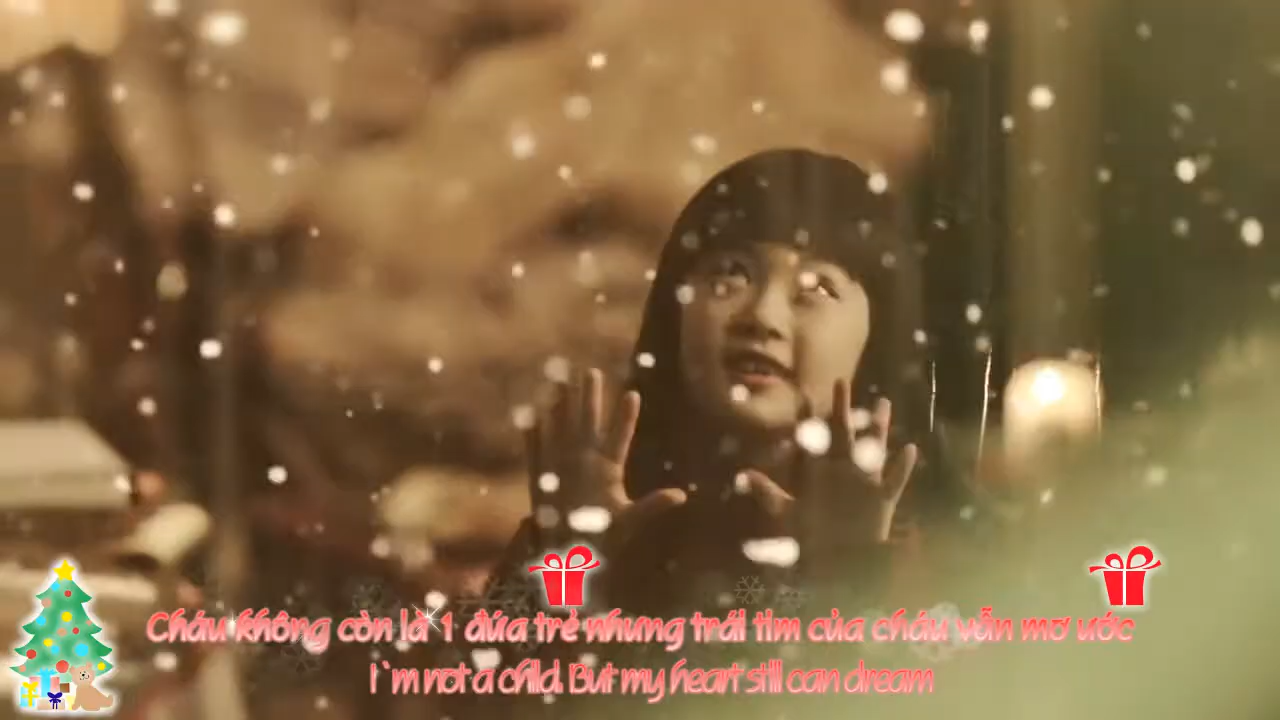 Cháu không còn là 1 đứa trẻ nhưng trái tim của cháu vẫn mơ ước
I`m not a child. But my heart still can dream